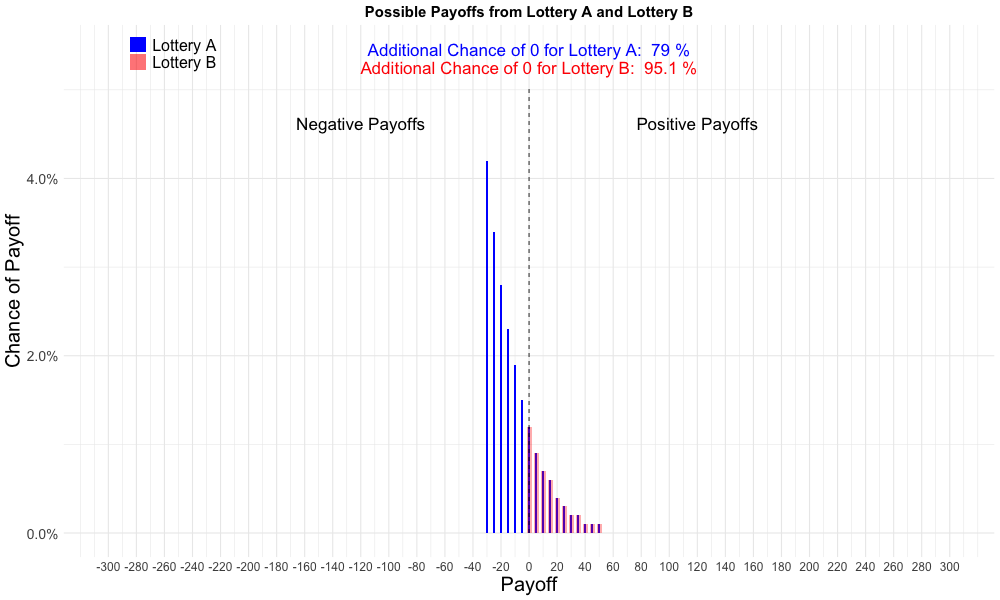 Possible Payoffs from Lottery A and Lottery B
Lottery A
Lottery B
Additional Chance of 0 for Lottery A: 79 %
Additional Chance of 0 for Lottery B: 95.1 %
Negative Payoffs
Positive Payoffs
Chance of Payoff
4.0%
2.0%
0.0%
-300 -280 -260 -240 -220 -200 -180 -160 -140 -120 -100 -80 -60 -40 -20 0 20 40 60 80 100 120 140 160 180 200 220 240 260 280 300
Payoff